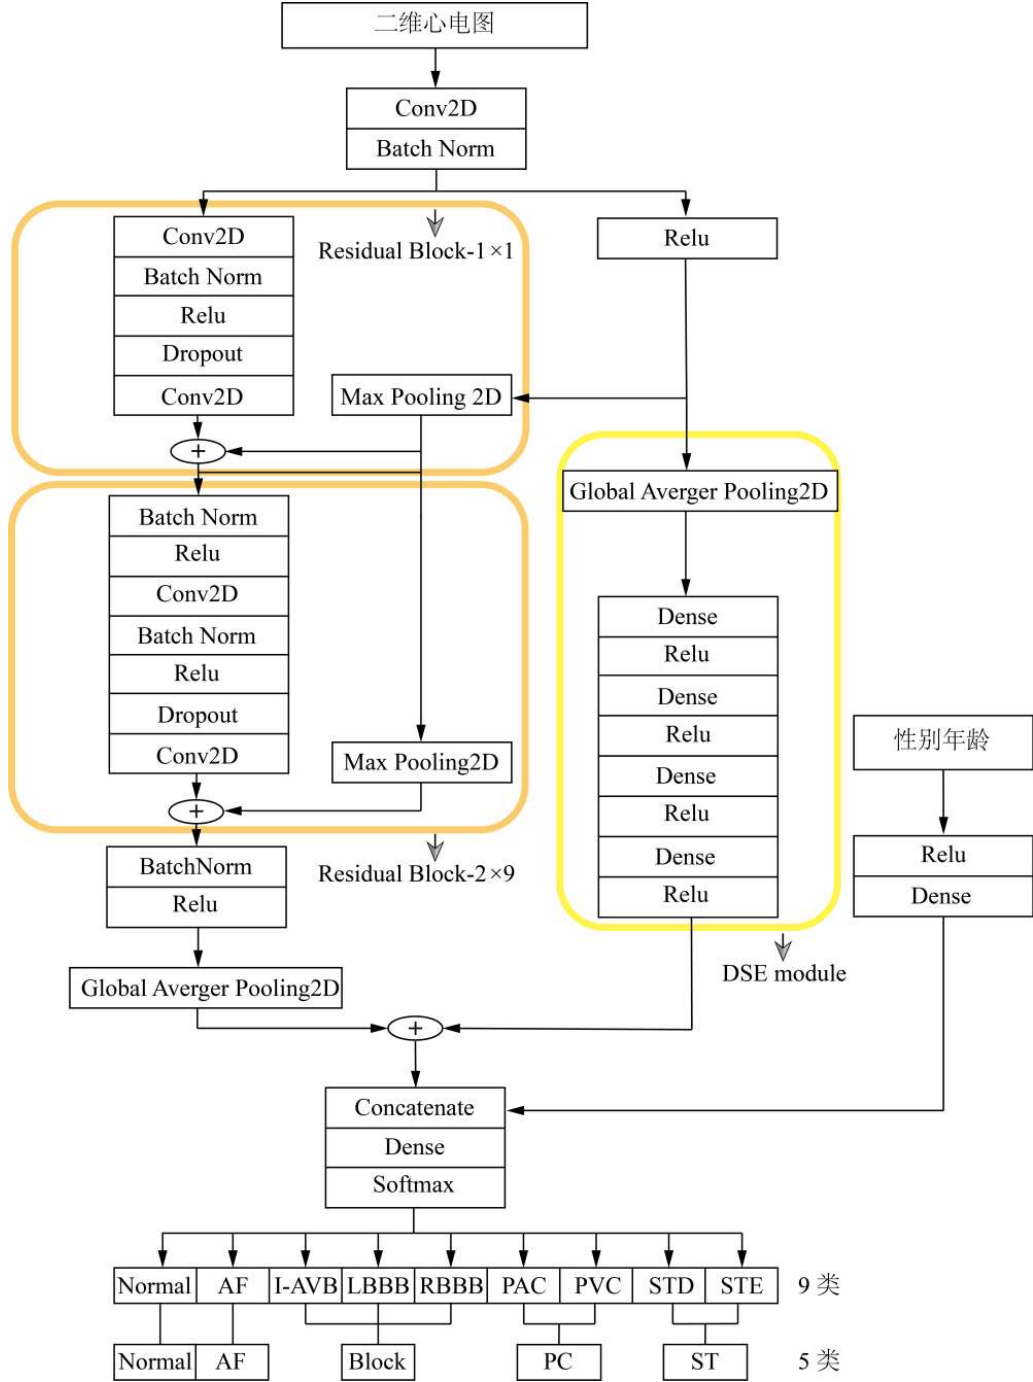 二维心电图
Conv2D
Batch Norm
Conv2D
Batch Norm
Relu
Dropout
Conv2D
+
Residual Block-1×1
Max Pooling 2D
Relu
Batch Norm
Relu
Conv2D
Batch Norm
Relu
Dropout
Conv2D
+
Max Pooling2D
Residual Block-2×9
BatchNorm
Relu
Global Averger Pooling2D
Global Averger Pooling2D
Dense
Relu
Dense
Relu
Dense
Relu
Dense
Relu
DSE module
性别年龄
Relu
Dense
+
Concatenate
Dense
Softmax
Normal AF I-AVB LBBB RBBB PAC PVC STD STE 9 类
Normal AF Block PC ST 5 类